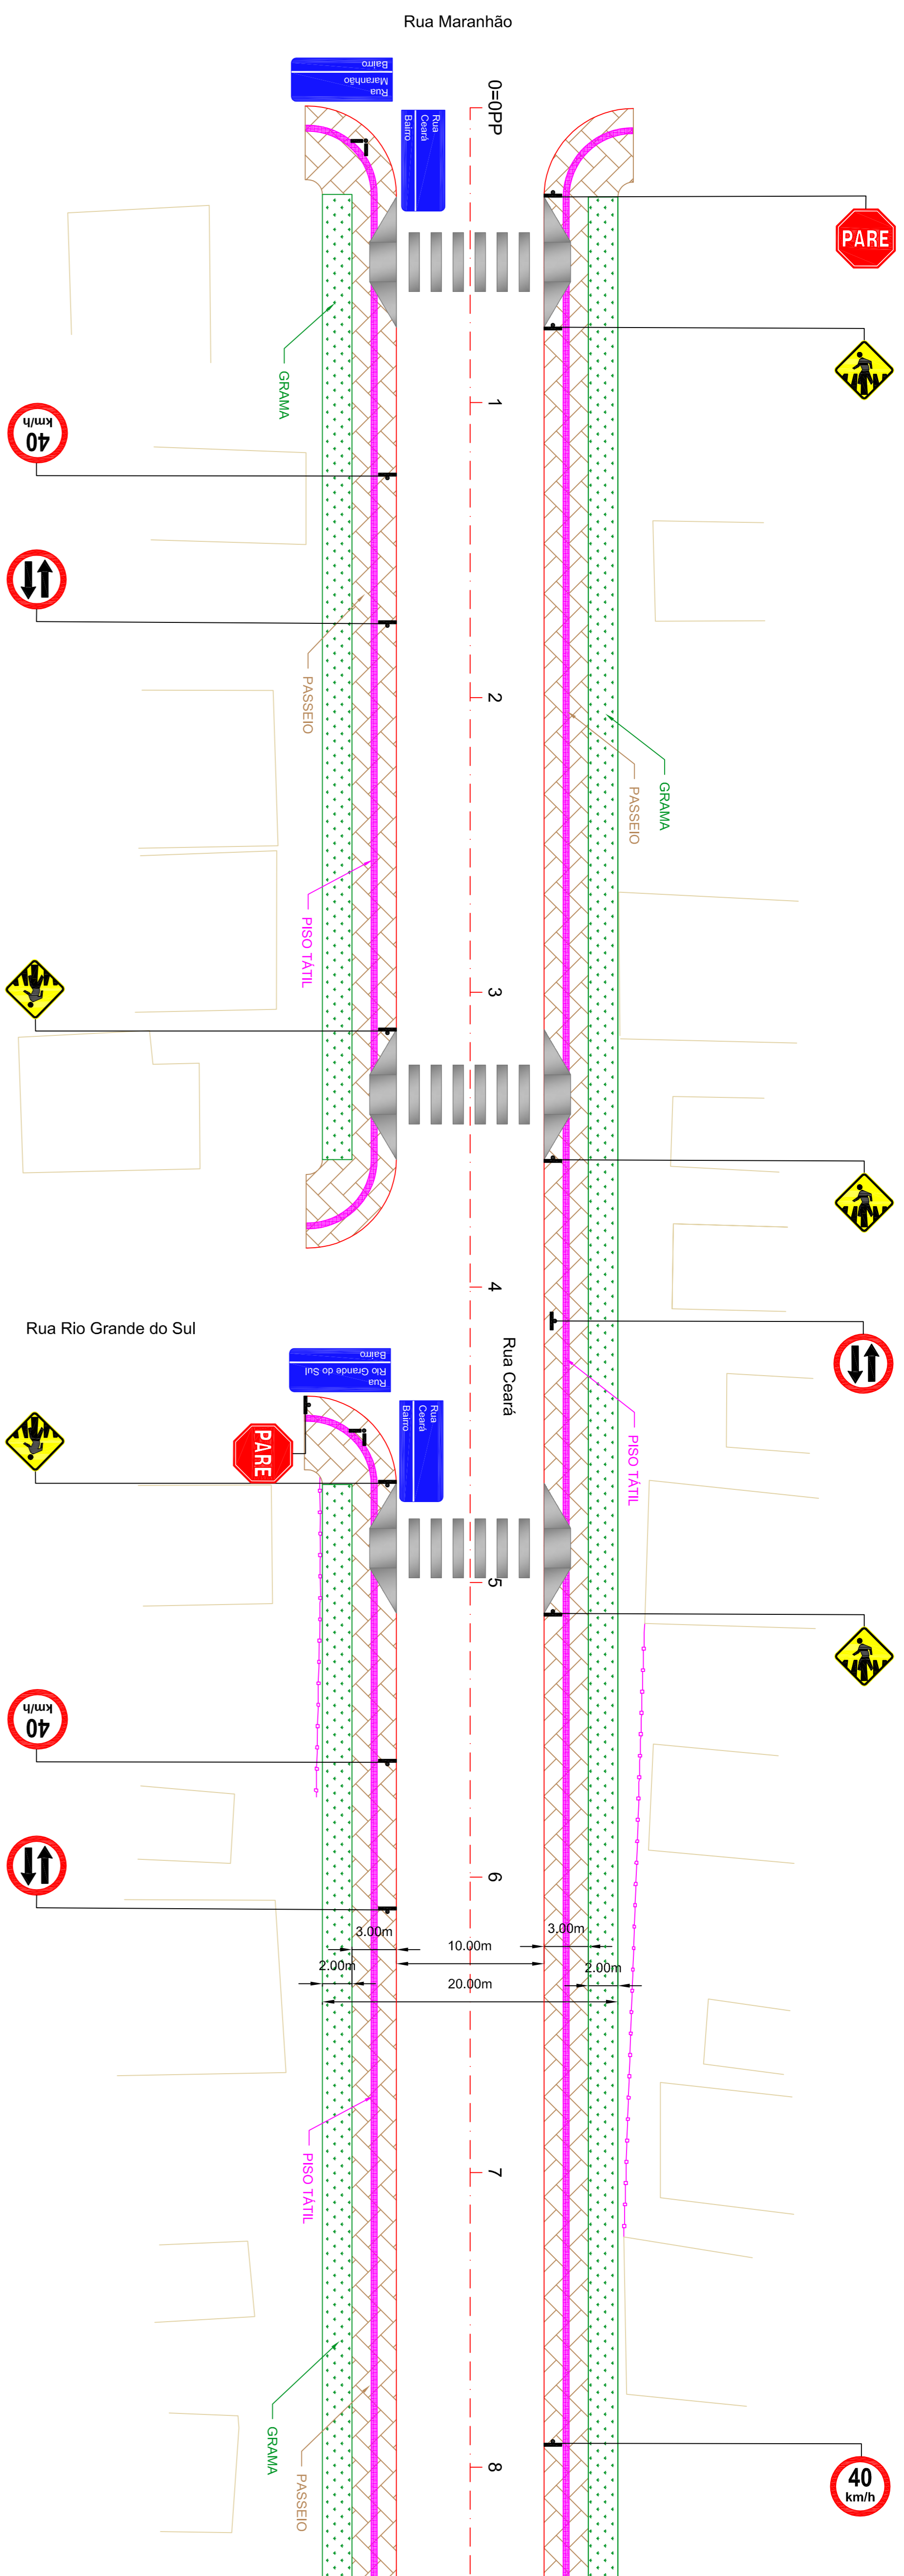 Rua Maranhão
Rua
Maranhão
Bairro
Rua
Ceará
Bairro
0=0PP
PARE
GRAMA
1
40
km/h
PASSEIO
2
GRAMA
PASSEIO
PISO TÁTIL
3
4
Rua Rio Grande do Sul
Rua Ceará
Rua
Rio Grande do Sul
Bairro
Rua
Ceará
Bairro
PARE
PISO TÁTIL
5
40
km/h
6
3.00m
10.00m
3.00m
2.00m
20.00m
2.00m
PISO TÁTIL
7
GRAMA
PASSEIO
8
40
km/h